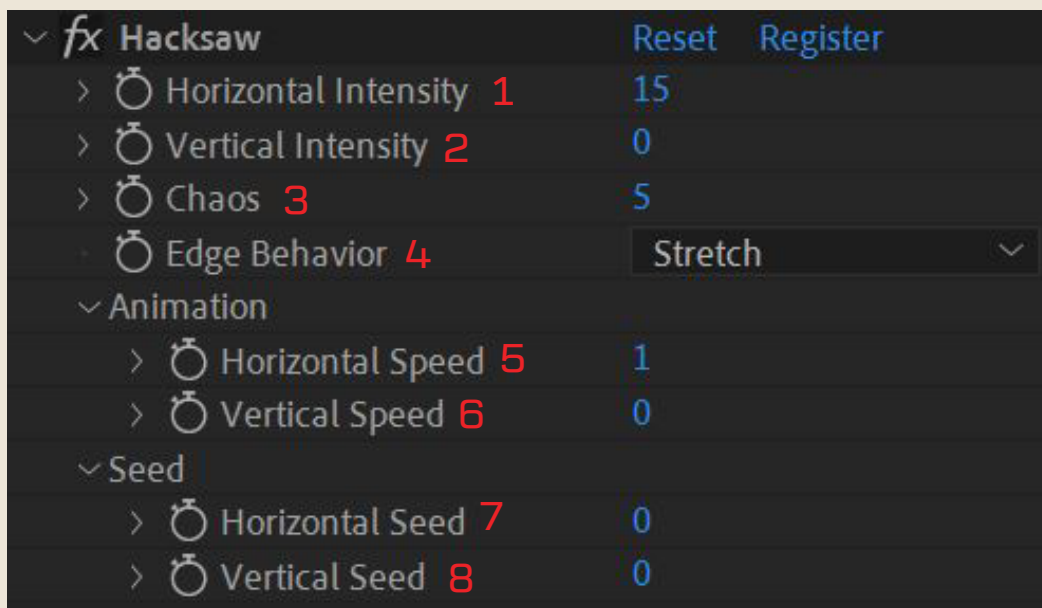 fx Hacksaw Reset Register
Horizontal Intensity 1 15
Vertical Intensity 2 0
Chaos 3 5
Edge Behavior 4 Stretch
Animation
Horizontal Speed 5 1
Vertical Speed 6 0
Seed
Horizontal Seed 7 0
Vertical Seed 8 0